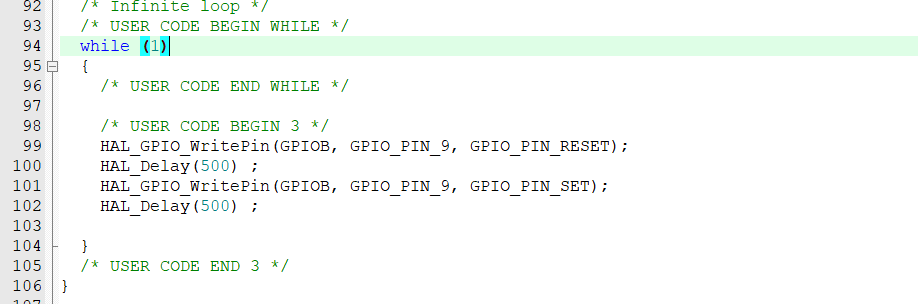 92 /* Infinite loop */
93 /* USER CODE BEGIN WHILE */
94 while (1)
95 {
96 /* USER CODE END WHILE */
97
98 /* USER CODE BEGIN 3 */
99 HAL_GPIO_WritePin(GPIOB, GPIO_PIN_9, GPIO_PIN_RESET);
100 HAL_Delay(500) ;
101 HAL_GPIO_WritePin(GPIOB, GPIO_PIN_9, GPIO_PIN_SET);
102 HAL_Delay(500) ;
103
104 }
105 /* USER CODE END 3 */
106 }
107